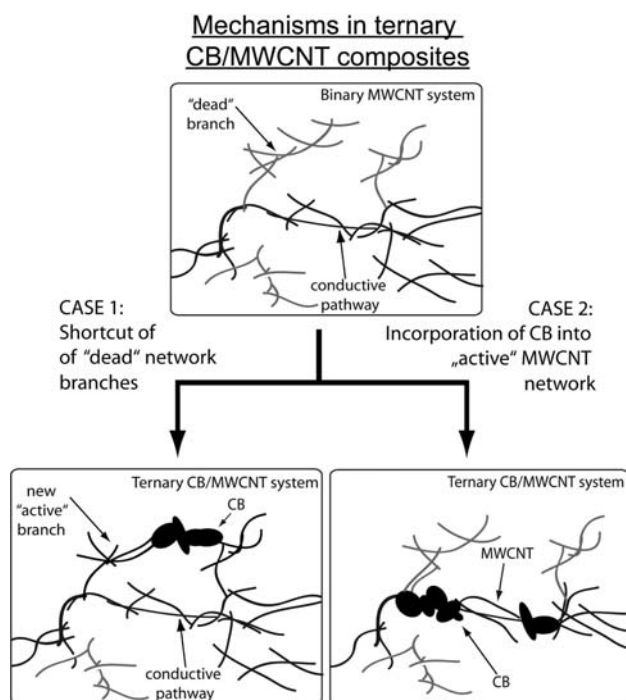 Mechanisms in ternary
CB/MWCNT composites
Binary MWCNT system
"dead"
branch
conductive
pathway
CASE 1:
Shortcut of
of "dead" network
branches
CASE 2:
Incorporation of CB into
„active" MWCNT
network
Ternary CB/MWCNT system
new
"active"
branch
CB
conductive
pathway
Ternary CB/MWCNT system
MWCNT
CB